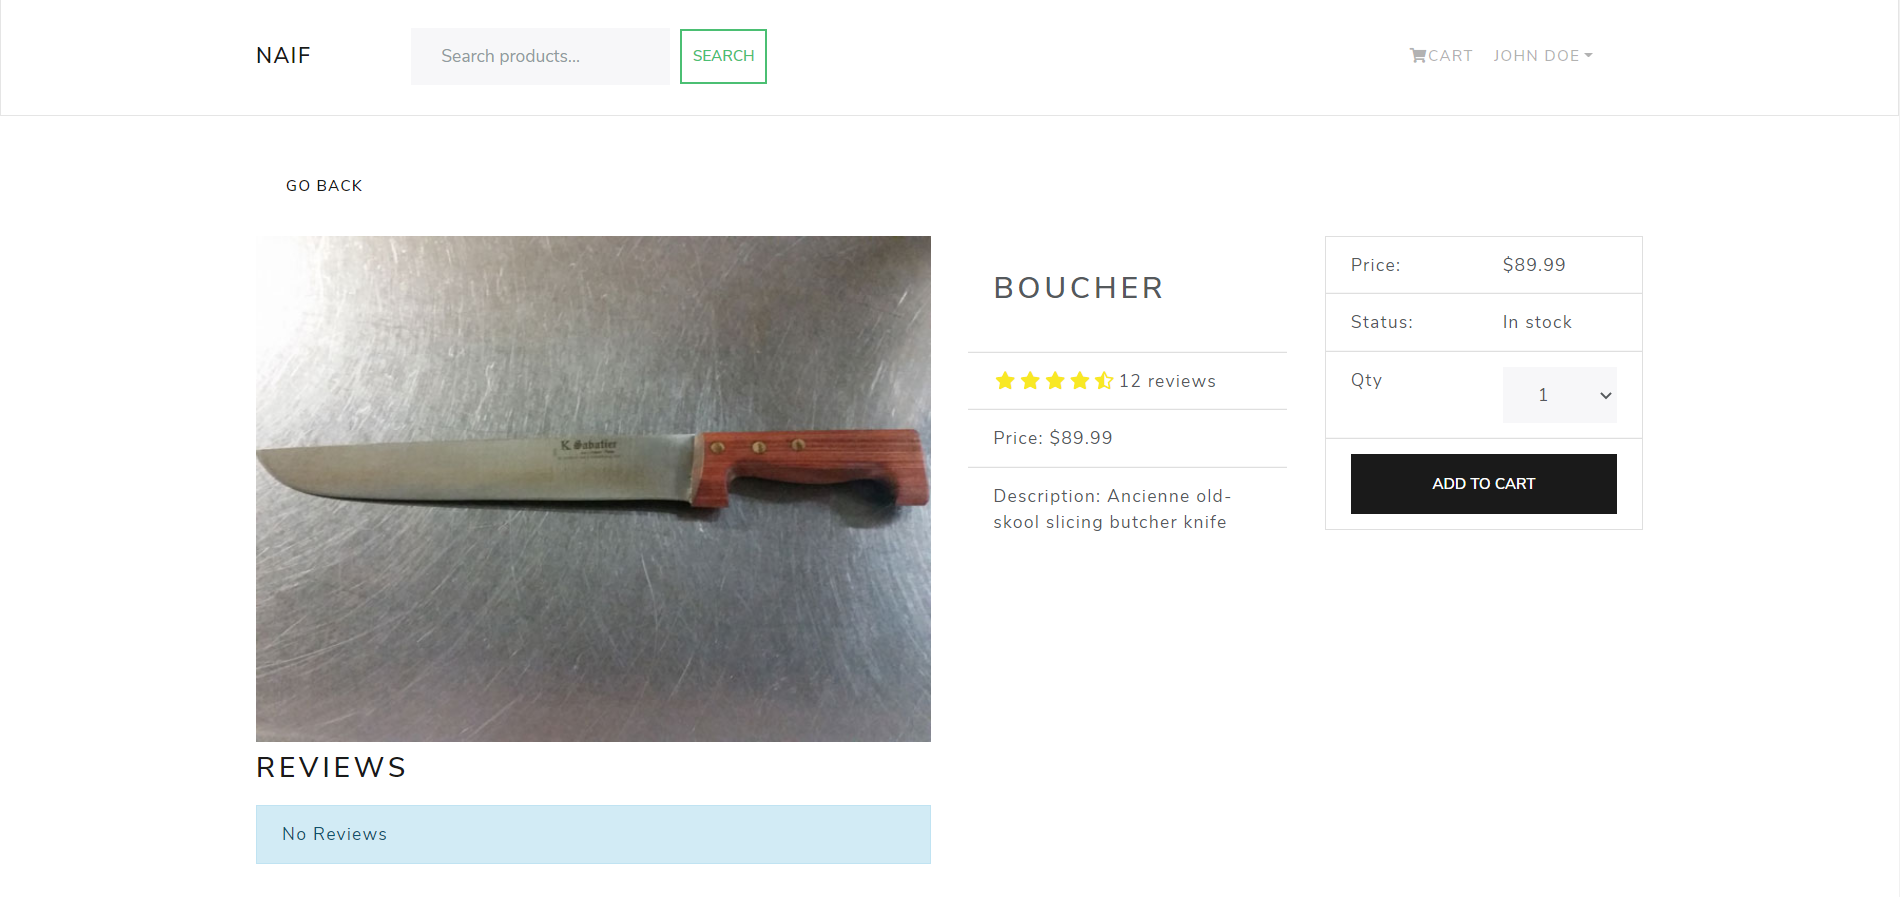 NAIF
Search products...
SEARCH
CART
JOHN DOE
GO BACK
K Sabatier
BOUCHER
12 reviews
Price: $89.99
Description: Ancienne old-
skool slicing butcher knife
Price: $89.99
Status: In stock
Qty 1
ADD TO CART
REVIEWS
No Reviews